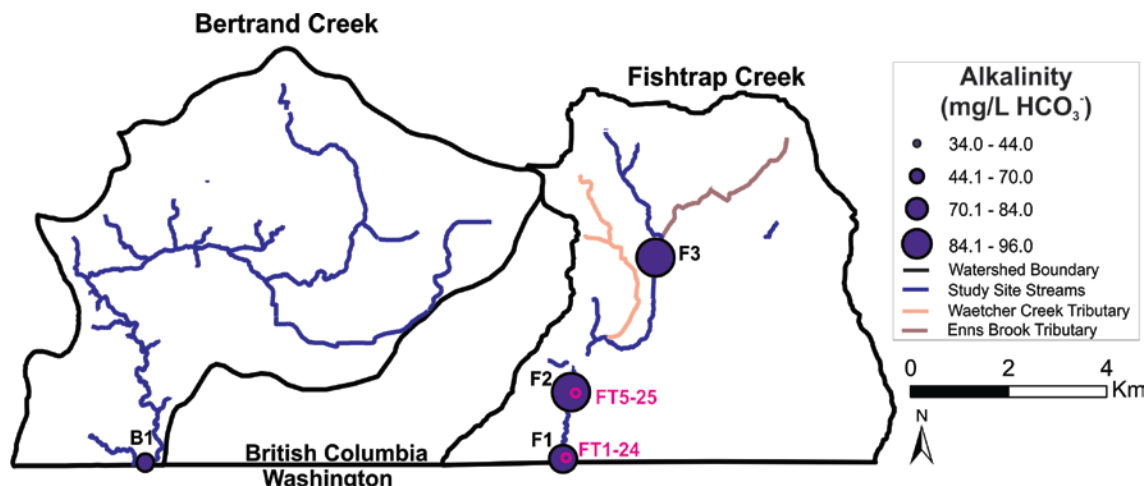 Bertrand Creek
Fishtrap Creek
Alkalinity
(mg/L HCO₃⁻)
34.0 - 44.0
44.1 - 70.0
70.1 - 84.0
84.1 - 96.0
Watershed Boundary
Study Site Streams
Waetcher Creek Tributary
Enns Brook Tributary
0 2 4
Km
N
F3
F2
FT5-25
F1
FT1-24
B1
British Columbia
Washington